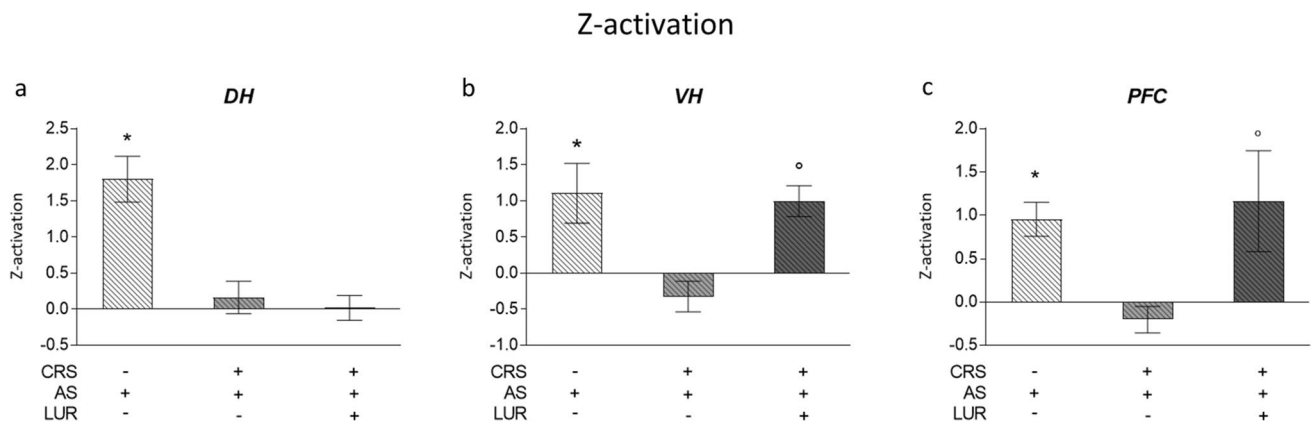 Z-activation
a
DH
Z-activation
2.5
2.0
1.5
1.0
0.5
0.0
-0.5
*
CRS - + +
AS + + +
LUR - - +
b
VH
Z-activation
2.0
1.5
1.0
0.5
0.0
-0.5
-1.0
*
°
CRS - + +
AS + + +
LUR - - +
c
PFC
Z-activation
2.0
1.5
1.0
0.5
0.0
-0.5
*
°
CRS - + +
AS + + +
LUR - - +